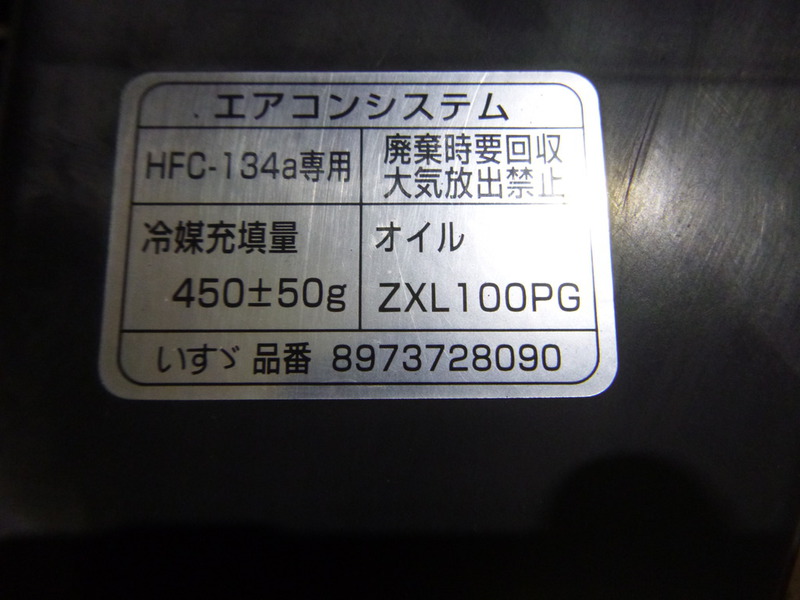 エアコンシステム
HFC-134a専用
廃棄時要回収
大気放出禁止
冷媒充填量
450±50g
オイル
ZXL100PG
いすゞ 品番 8973728090